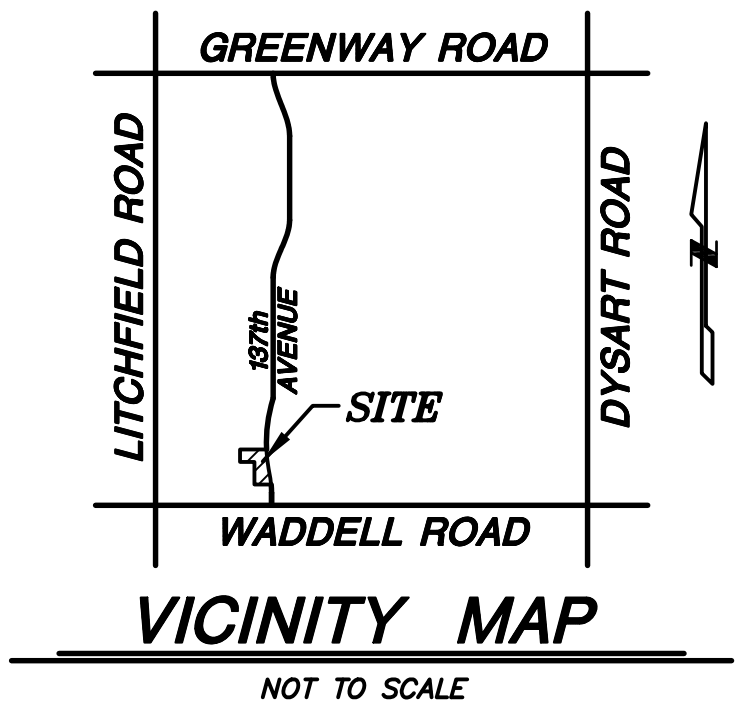 GREENWAY ROAD
LITCHFIELD ROAD
DYSART ROAD
N
137th
AVENUE
SITE
WADDELL ROAD
VICINITY MAP
NOT TO SCALE